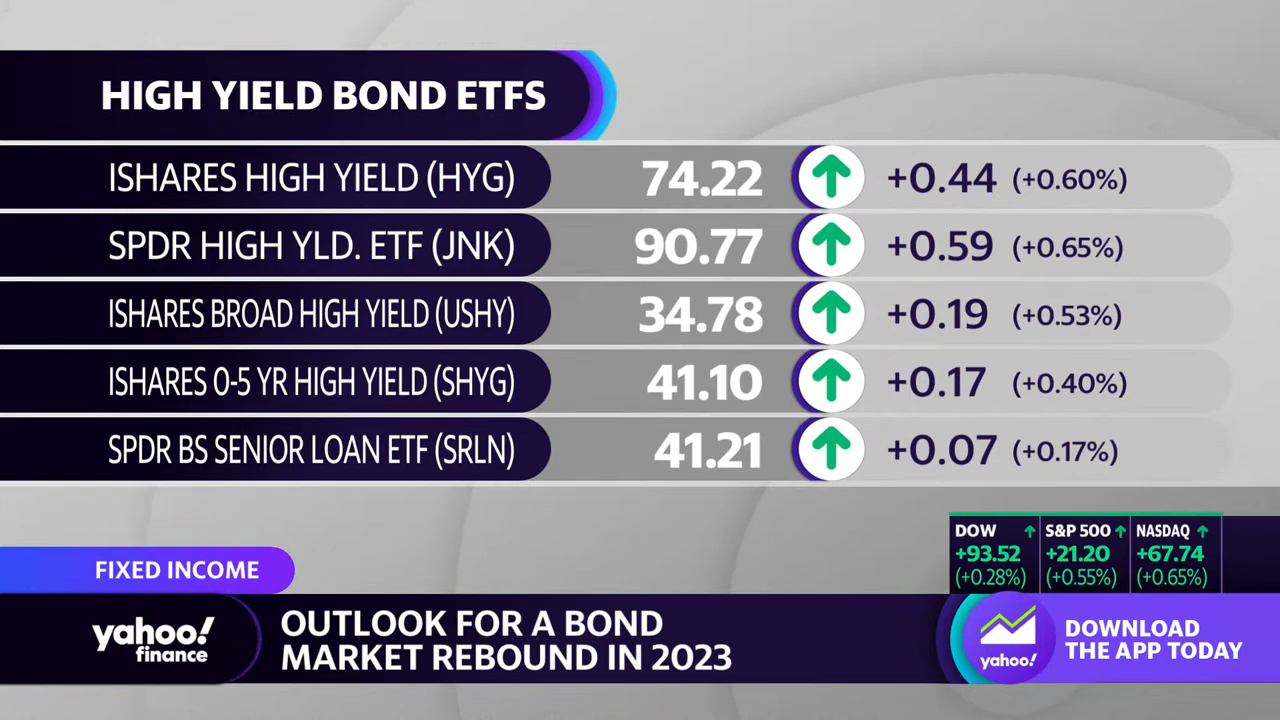 HIGH YIELD BOND ETFS
ISHARES HIGH YIELD (HYG) 74.22 +0.44 (+0.60%)
SPDR HIGH YLD. ETF (JNK) 90.77 +0.59 (+0.65%)
ISHARES BROAD HIGH YIELD (USHY) 34.78 +0.19 (+0.53%)
ISHARES 0-5 YR HIGH YIELD (SHYG) 41.10 +0.17 (+0.40%)
SPDR BS SENIOR LOAN ETF (SRLN) 41.21 +0.07 (+0.17%)
DOW S&P 500 NASDAQ
+93.52 +21.20 +67.74
(+0.28%) (+0.55%) (+0.65%)
FIXED INCOME
yahoo!
finance
OUTLOOK FOR A BOND
MARKET REBOUND IN 2023
yahoo!
DOWNLOAD
THE APP TODAY